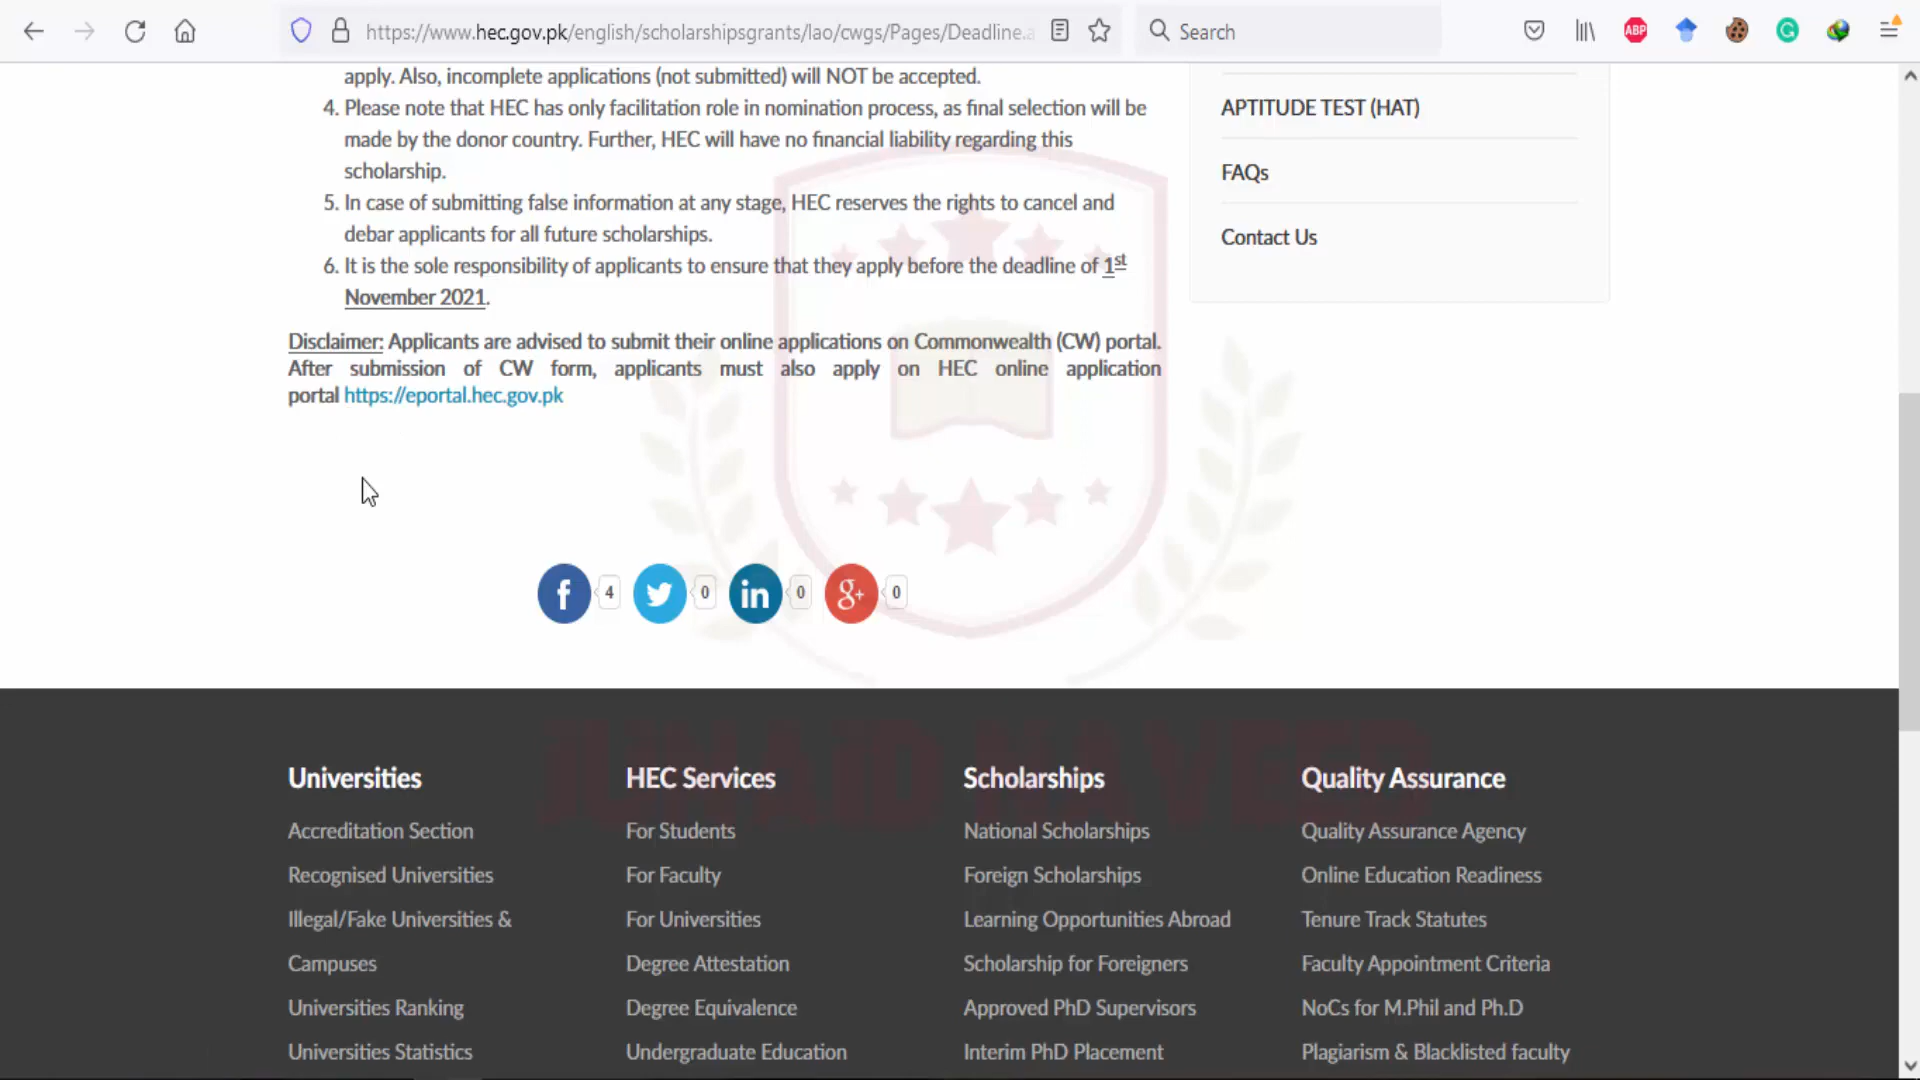 https://www.hec.gov.pk/english/scholarshipsgrants/lao/cwgs/Pages/Deadline.a
Search
ABP
apply. Also, incomplete applications (not submitted) will NOT be accepted.
4. Please note that HEC has only facilitation role in nomination process, as final selection will be
made by the donor country. Further, HEC will have no financial liability regarding this
scholarship.
5. In case of submitting false information at any stage, HEC reserves the rights to cancel and
debar applicants for all future scholarships.
6. It is the sole responsibility of applicants to ensure that they apply before the deadline of 1st
November 2021.
Disclaimer: Applicants are advised to submit their online applications on Commonwealth (CW) portal.
After submission of CW form, applicants must also apply on HEC online application
portal https://eportal.hec.gov.pk
APTITUDE TEST (HAT)
FAQs
Contact Us
f 4 0 in 0 g+ 0
JUNAID NAVEED
Universities
Accreditation Section
Recognised Universities
Illegal/Fake Universities &
Campuses
Universities Ranking
Universities Statistics
HEC Services
For Students
For Faculty
For Universities
Degree Attestation
Degree Equivalence
Undergraduate Education
Scholarships
National Scholarships
Foreign Scholarships
Learning Opportunities Abroad
Scholarship for Foreigners
Approved PhD Supervisors
Interim PhD Placement
Quality Assurance
Quality Assurance Agency
Online Education Readiness
Tenure Track Statutes
Faculty Appointment Criteria
NoCs for M.Phil and Ph.D
Plagiarism & Blacklisted faculty